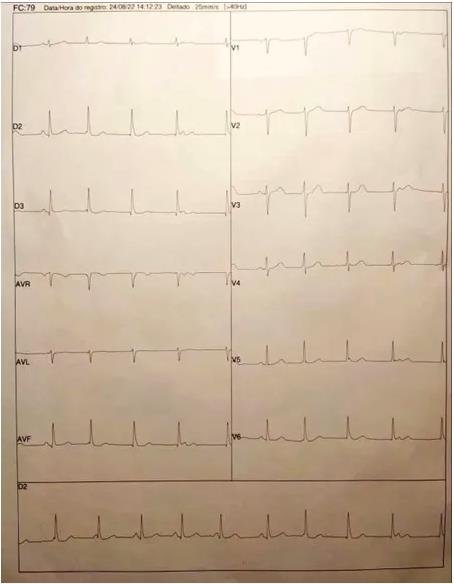 FC:79 Data/Hora do registro: 24/08/22 14:12:23 Deitado 25mm/s [>40Hz]
D1
V1
D2
V2
D3
V3
AVR
V4
AVL
V5
AVF
V6
D2